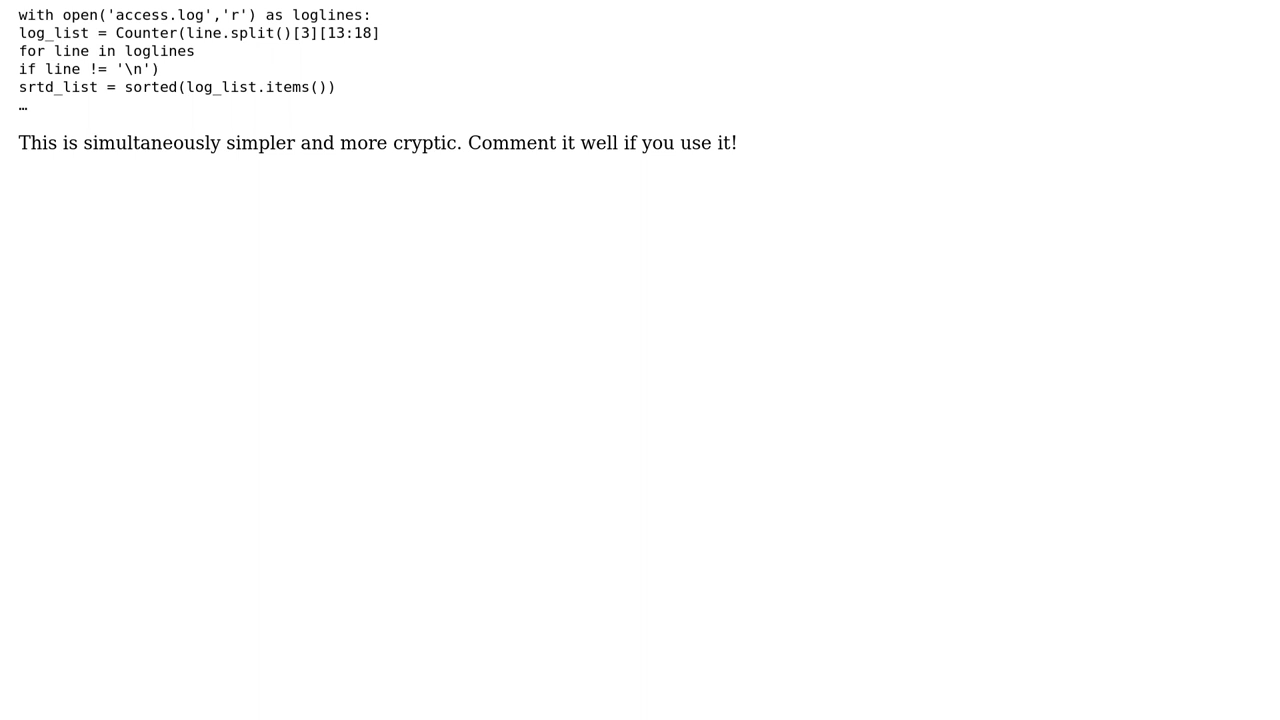 with open('access.log','r') as loglines:
log_list = Counter(line.split()[3][13:18]
for line in loglines
if line != '\n')
srtd_list = sorted(log_list.items())
…
This is simultaneously simpler and more cryptic. Comment it well if you use it!